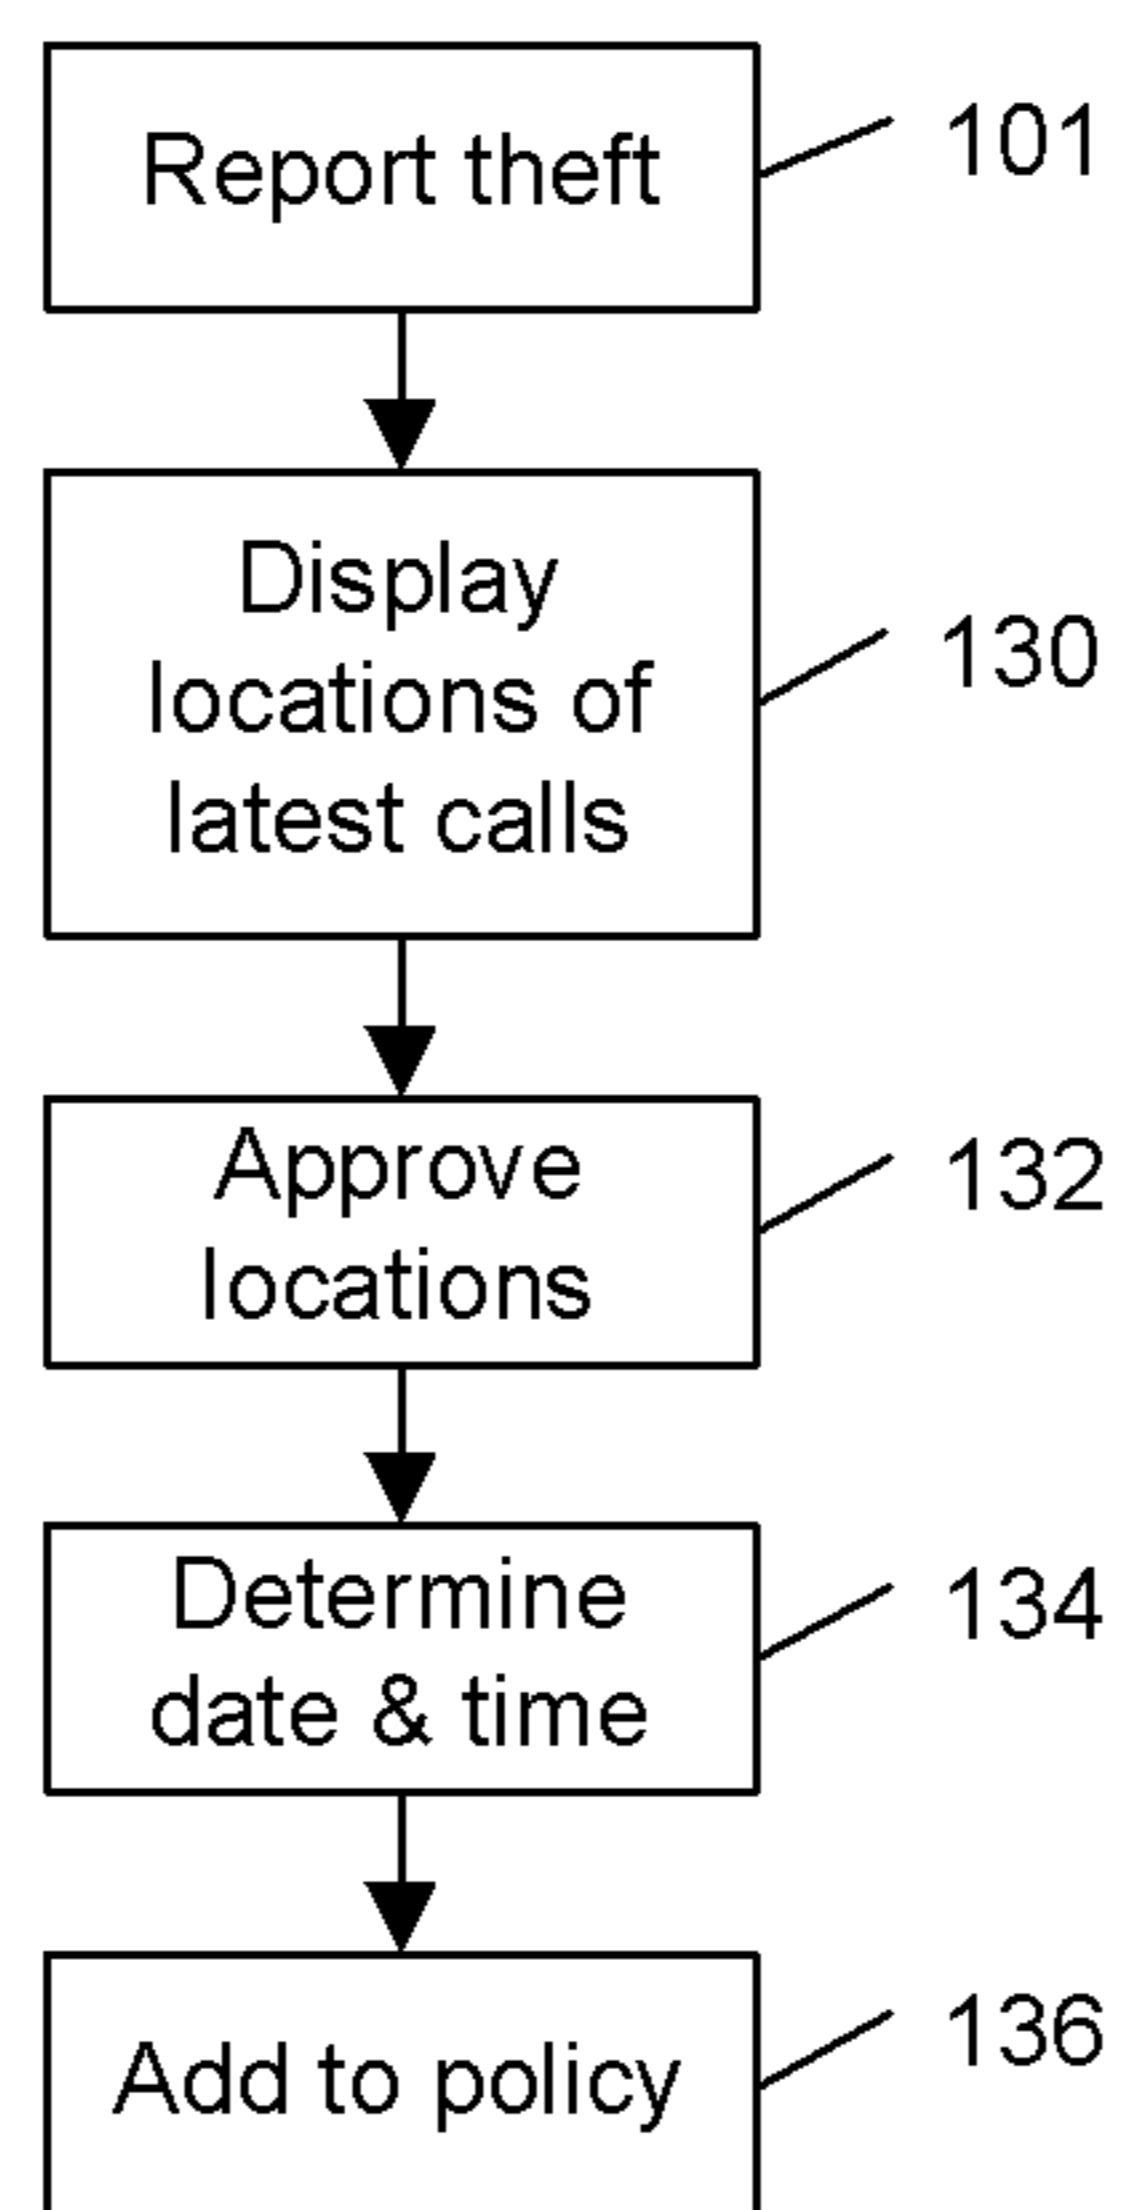 Report theft
101
Display
locations of
latest calls
130
Approve
locations
132
Determine
date & time
134
Add to policy
136